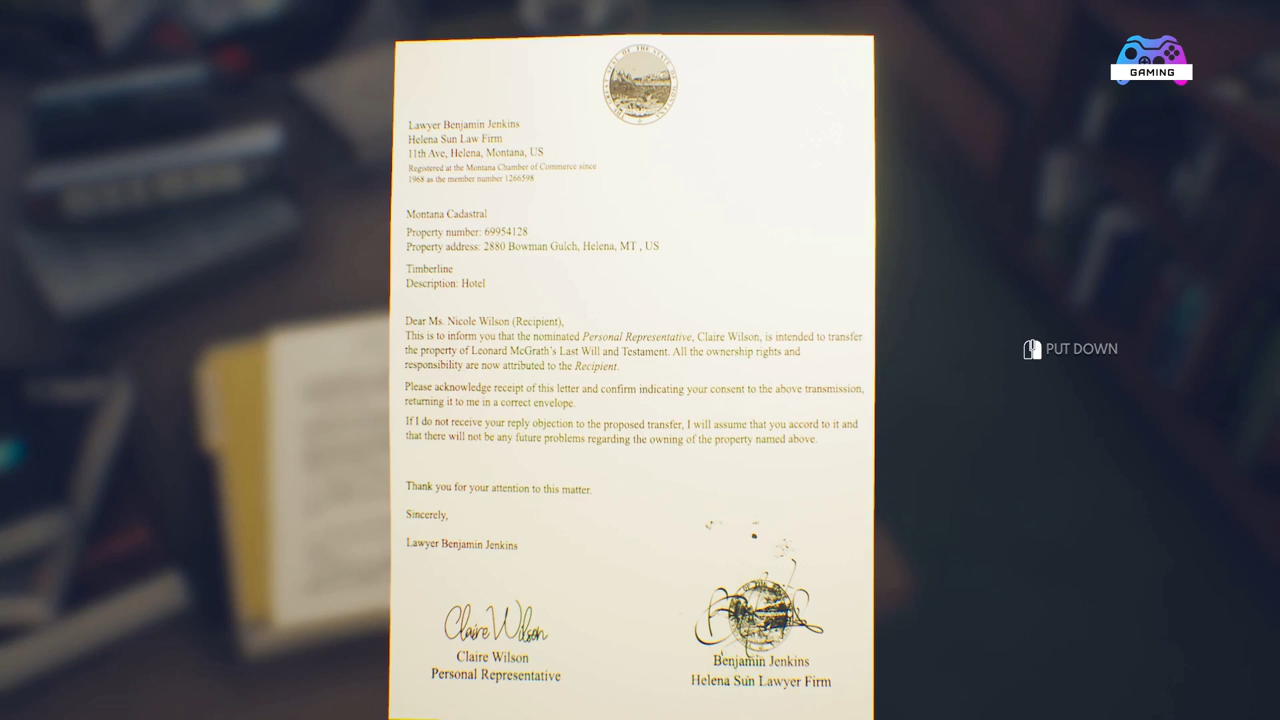 GAMING
Lawyer Benjamin Jenkins
Helena Sun Law Firm
11th Ave, Helena, Montana, US
Registered at the Montana Chamber of Commerce since
1968 as the member number 1266598
Montana Cadastral
Property number: 69954128
Property address: 2880 Bowman Gulch, Helena, MT , US
Timberline
Description: Hotel
Dear Ms. Nicole Wilson (Recipient),
This is to inform you that the nominated Personal Representative, Claire Wilson, is intended to transfer
the property of Leonard McGrath's Last Will and Testament. All the ownership rights and
responsibility are now attributed to the Recipient.
Please acknowledge receipt of this letter and confirm indicating your consent to the above transmission,
returning it to me in a correct envelope.
If I do not receive your reply objection to the proposed transfer, I will assume that you accord to it and
that there will not be any future problems regarding the owning of the property named above.
Thank you for your attention to this matter.
Sincerely,
Lawyer Benjamin Jenkins
Claire Wilson
Claire Wilson
Personal Representative
Benjamin Jenkins
Helena Sun Lawyer Firm
PUT DOWN